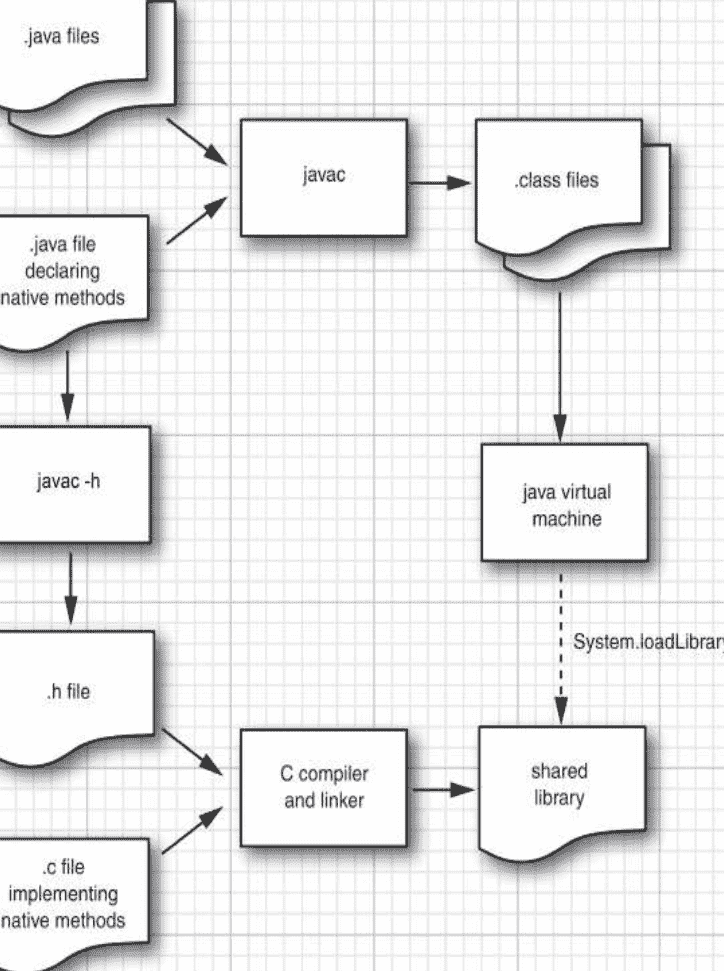 .java files
javac
.class files
.java file
declaring
native methods
javac -h
java virtual
machine
System.loadLibrary
.h file
C compiler
and linker
shared
library
.c file
implementing
native methods